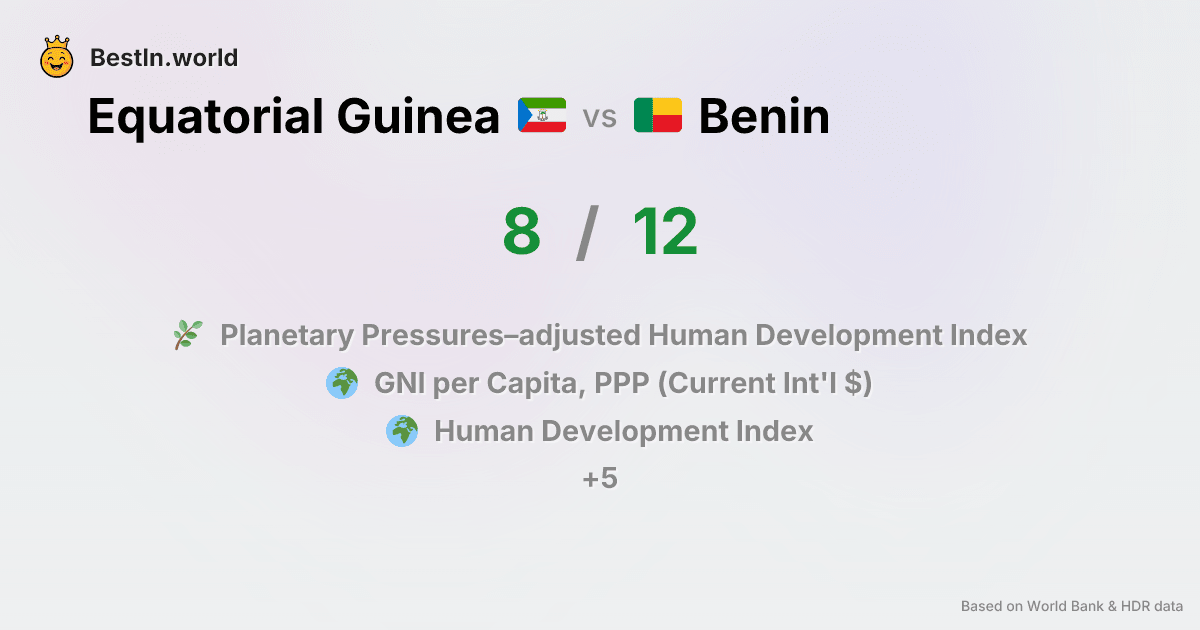 BestIn.world
Equatorial Guinea vs Benin
8 / 12
Planetary Pressures–adjusted Human Development Index
GNI per Capita, PPP (Current Int'l $)
Human Development Index
+5
Based on World Bank & HDR data